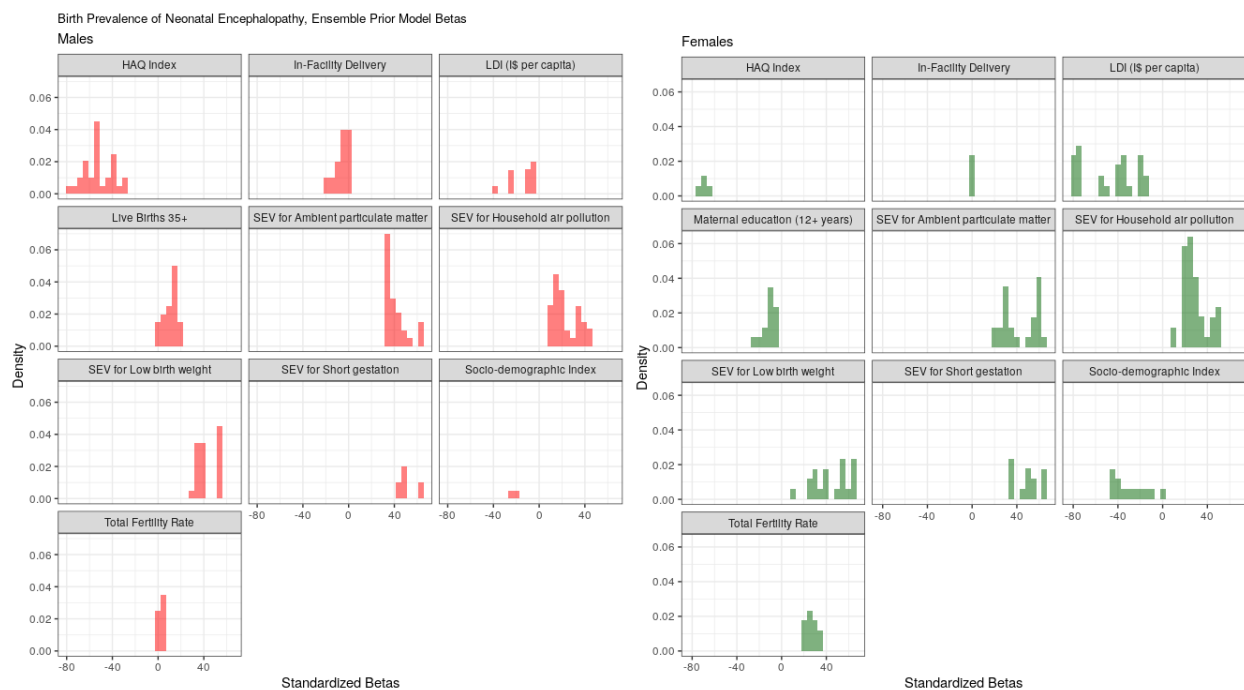 Birth Prevalence of Neonatal Encephalopathy, Ensemble Prior Model Betas
Males
HAQ Index
In-Facility Delivery
LDI (I$ per capita)
0.06
0.04
0.02
0.00
Live Births 35+
SEV for Ambient particulate matter
SEV for Household air pollution
0.06
0.04
0.02
0.00
Density
SEV for Low birth weight
SEV for Short gestation
Socio-demographic Index
0.06
0.04
0.02
0.00
-80 0 40
-80 0 40
Total Fertility Rate
0.06
0.04
0.02
0.00
-80 0 40
Standardized Betas
Females
HAQ Index
In-Facility Delivery
LDI (I$ per capita)
0.06
0.04
0.02
0.00
Maternal education (12+ years)
SEV for Ambient particulate matter
SEV for Household air pollution
0.06
0.04
0.02
0.00
Density
SEV for Low birth weight
SEV for Short gestation
Socio-demographic Index
0.06
0.04
0.02
0.00
-80 0 40
-80 0 40
Total Fertility Rate
0.06
0.04
0.02
0.00
-80 0 40
Standardized Betas